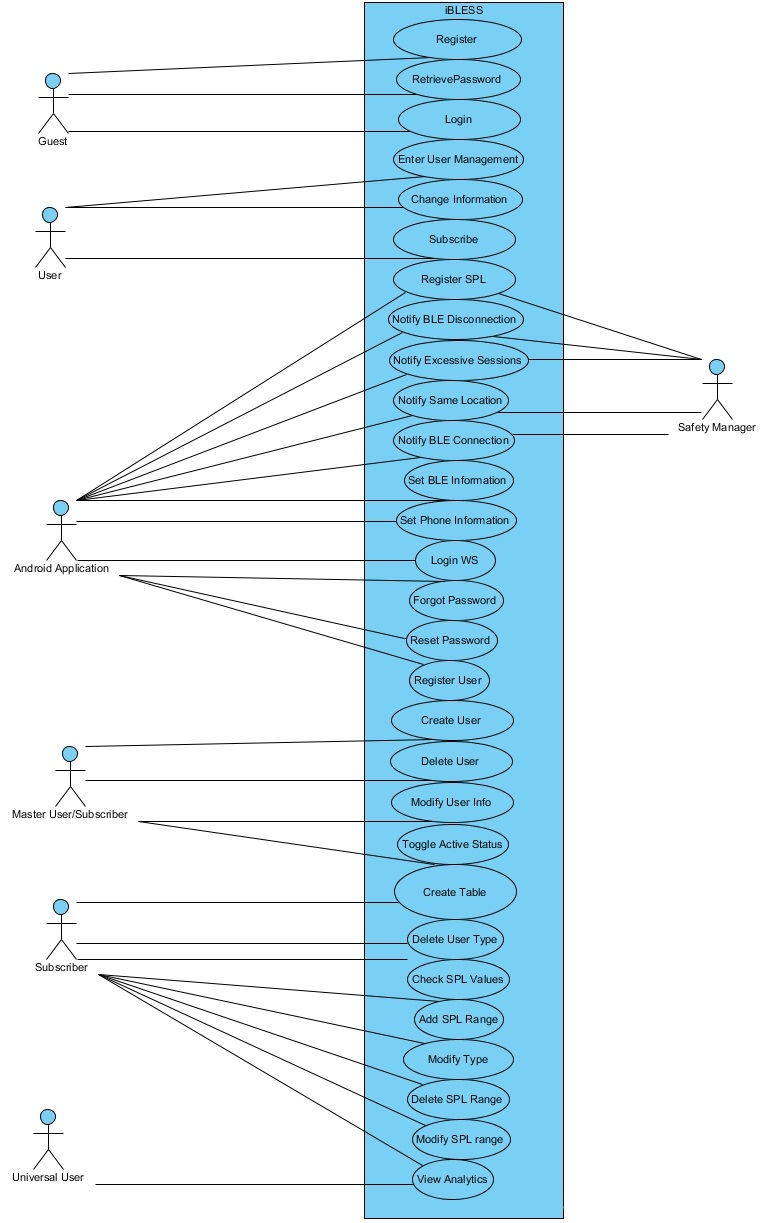 iBLESS
Register
RetrievePassword
Guest
Login
Enter User Management
Change Information
Subscribe
User
Register SPL
Notify BLE Disconnection
Notify Excessive Sessions
Notify Same Location
Safety Manager
Notify BLE Connection
Set BLE Information
Set Phone Information
Login WS
Android Application
Forgot Password
Reset Password
Register User
Create User
Delete User
Modify User Info
Master User/Subscriber
Toggle Active Status
Create Table
Delete User Type
Subscriber
Check SPL Values
Add SPL Range
Modify Type
Delete SPL Range
Modify SPL range
Universal User
View Analytics